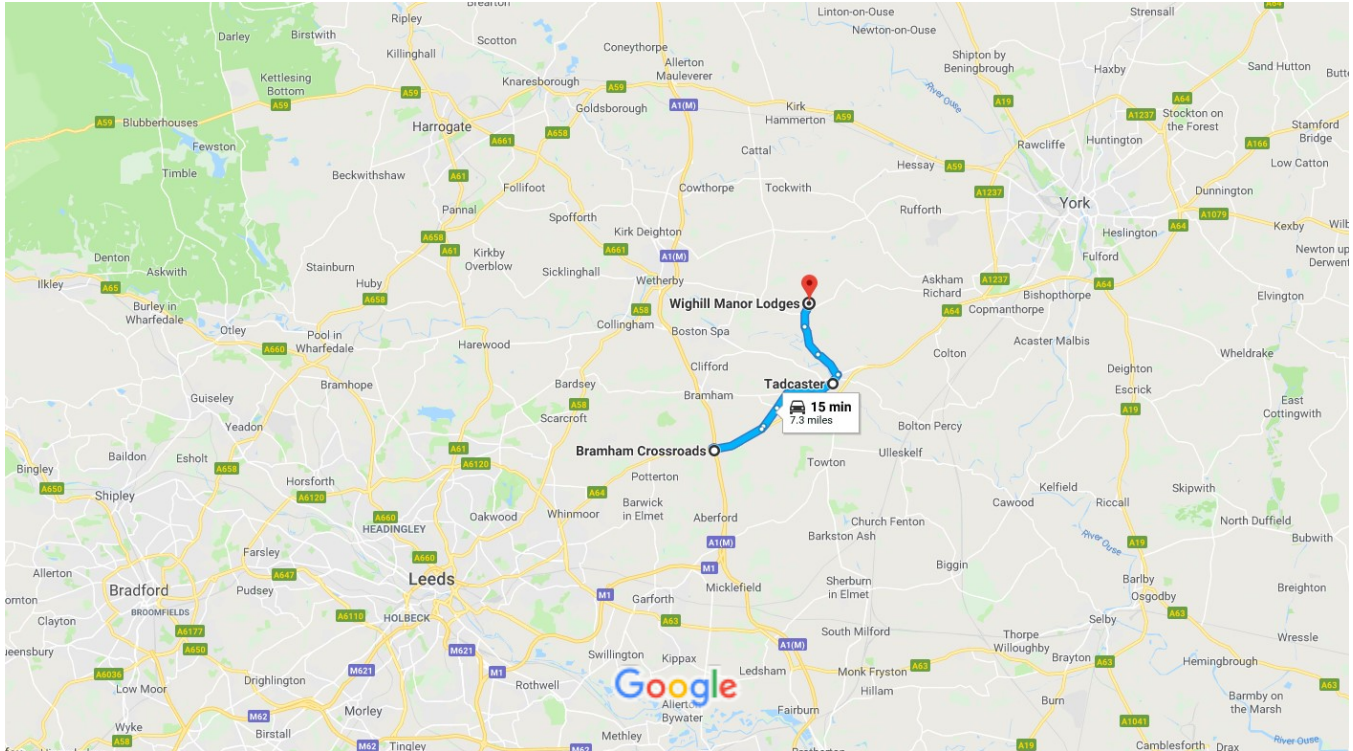 Brearton
Linton-on-Ouse
Strensall
A64
Ripley
Darley
Birstwith
Scotton
Newton-on-Ouse
Killinghall
Coneythorpe
Shipton by
Beningbrough
Haxby
Sand Hutton
Allerton
Mauleverer
Kettlesing
Bottom
Knaresborough
A59
A59
A59
River Ouse
Butte
A1(M)
Goldsborough
Kirk
Hammerton
A59
A19
A64
A1237
Stockton on
the Forest
A59
Blubberhouses
Harrogate
A658
A661
Huntington
Stamford
Bridge
Rawcliffe
A166
Fewston
Cattal
Hessay
A59
Low Catton
Timble
Beckwithshaw
A61
Follifoot
Cowthorpe
Tockwith
A1237
Dunnington
Pannal
Spofforth
Rufforth
York
A1079
Kexby
Wilb
A658
Kirk Deighton
Heslington
A61
A661
A1(M)
Fulford
Newton up
Derwent
Denton
Askwith
Stainburn
Kirkby
Overblow
Sicklinghall
Wetherby
Askham
Richard
A1237
A64
Ilkley
A65
Huby
A658
Wighill Manor Lodges
Bishopthorpe
Elvington
Burley in
Wharfedale
A58
A64
Copmanthorpe
Otley
Pool in
Wharfedale
Collingham
Boston Spa
A660
Harewood
Acaster Malbis
Colton
Wheldrake
Clifford
Deighton
Bramhope
Bardsey
Tadcaster
Escrick
Guiseley
A58
Bramham
15 min
7.3 miles
A19
East
Cottingwith
Yeadon
Scarcroft
Bolton Percy
Bramham Crossroads
Ulleskelf
Baildon
Esholt
A658
A61
A6120
Towton
Bingley
A650
Horsforth
Potterton
Kelfield
Skipwith
Shipley
A6120
A64
Barwick
in Elmet
Cawood
Riccall
Oakwood
Whinmoor
Aberford
A660
HEADINGLEY
Church Fenton
North Duffield
Barkston Ash
River Ouse
Bubwith
Farsley
A660
A1(M)
A19
Allerton
A647
Leeds
M1
Biggin
Bradford
Pudsey
Micklefield
Sherburn
in Elmet
Barlby
Osgodby
Breighton
M1
Garforth
ornton
BROOMFIELDS
A6110
HOLBECK
A63
A63
Clayton
A6177
Selby
South Milford
A1(M)
Thorpe
Willoughby
Wressle
ueensbury
A650
M621
Swillington
Kippax
Brayton
A63
M621
M1
Ledsham
Monk Fryston
A63
Hemingbrough
A6036
Drighlington
Rothwell
Google
Hillam
A63
Low Moor
Burn
Barmby on
the Marsh
Allerton
Bywater
Morley
Fairburn
Wyke
M62
Birstall
A1041
Methley
A58
M62
Tingley
A19
Camblesforth
Drax
River Ouse